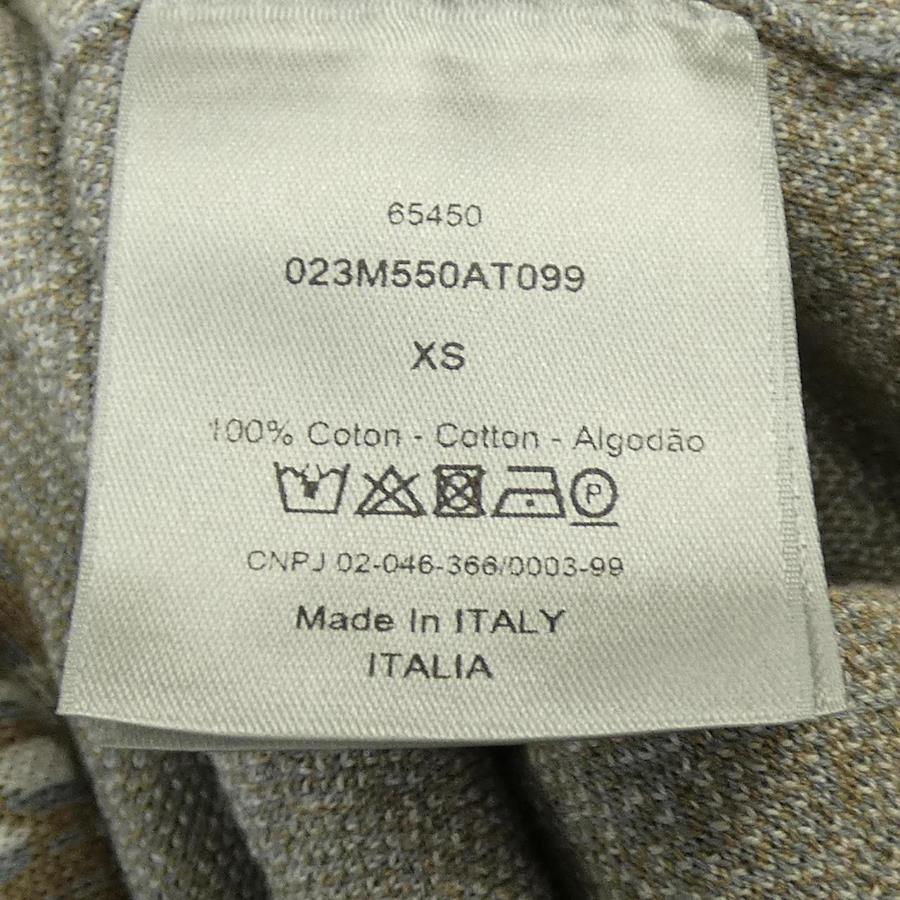 65450
023M550AT099
XS
100% Coton - Cotton - Algodão
P
CNPJ 02-046-366/0003-99
Made In ITALY
ITALIA